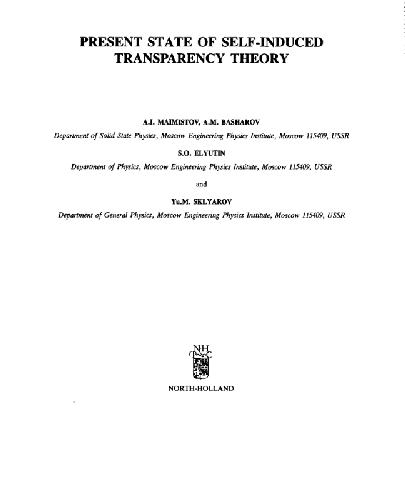 PRESENT STATE OF SELF-INDUCED
TRANSPARENCY THEORY
A.I. MAIMISTOV, A.M. BASHAROV
Department of Solid State Physics, Moscow Engineering Physics Institute, Moscow 115409, USSR
S.O. ELYUTIN
Department of Physics, Moscow Engineering Physics Institute, Moscow 115409, USSR
and
Yu.M. SKLYAROV
Department of General Physics, Moscow Engineering Physics Institute, Moscow 115409, USSR
NH
NORTH-HOLLAND